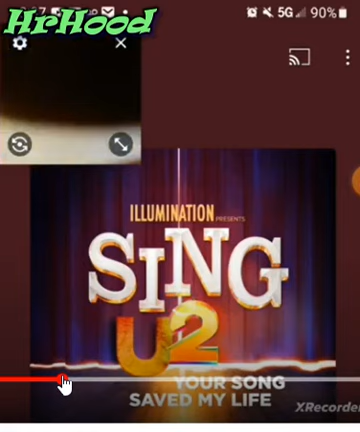 HrHood
5G 90%
ILLUMINATION PRESENTS
SING
U2
YOUR SONG
SAVED MY LIFE
XRecorder